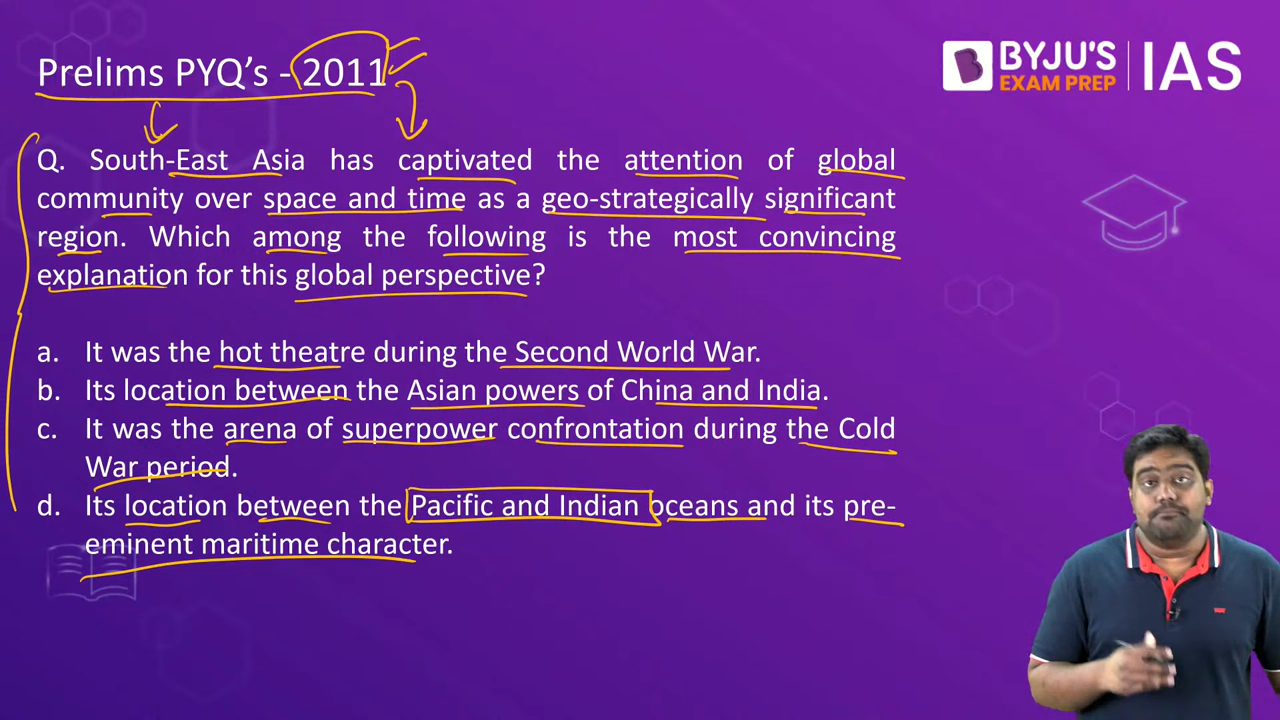 Prelims PYQ's - 2011
BYJU'S
EXAM PREP
IAS
Q. South-East Asia has captivated the attention of global
community over space and time as a geo-strategically significant
region. Which among the following is the most convincing
explanation for this global perspective?
a. It was the hot theatre during the Second World War.
b. Its location between the Asian powers of China and India.
c. It was the arena of superpower confrontation during the Cold
War period.
d. Its location between the Pacific and Indian oceans and its pre-
eminent maritime character.